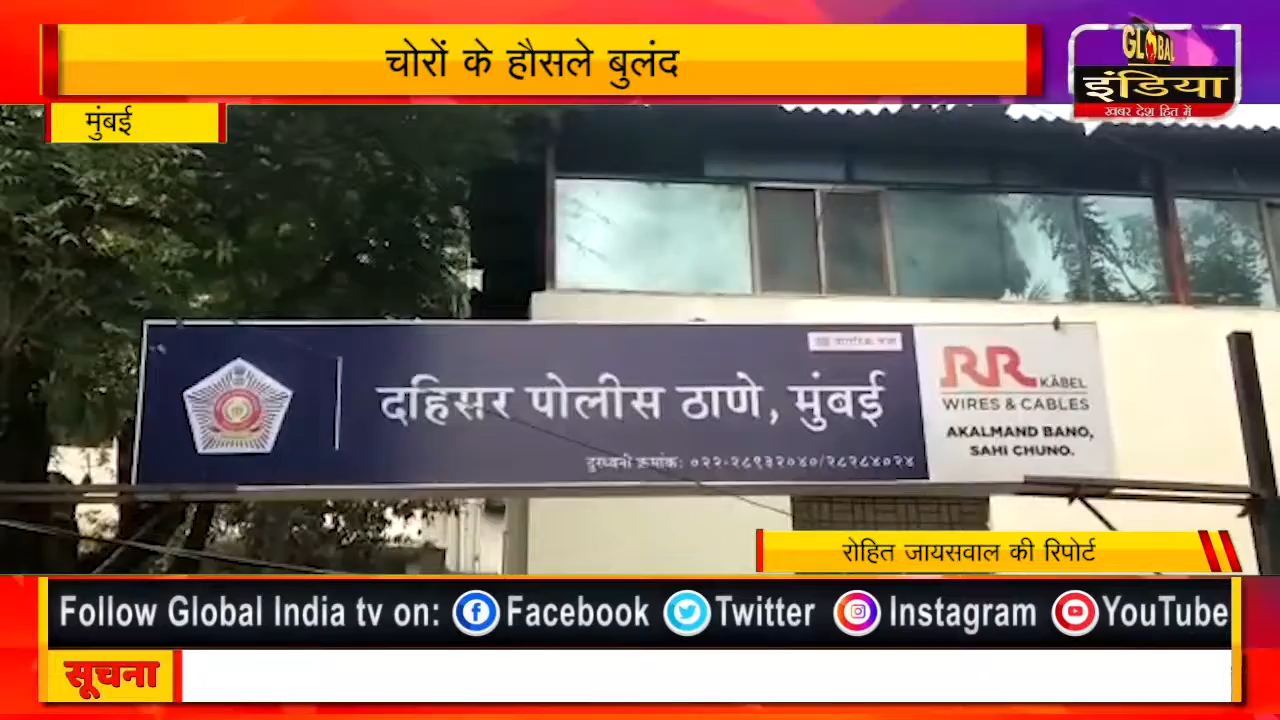 चोरों के हौसले बुलंद
GLOBAL
इंडिया
खबर देश हित में
मुंबई
दहिसर पोलीस ठाणे, मुंबई
दुरध्वनी क्रमांक: ०२२-२८९३२०४०/२८२८४०२४
RR
KABEL
WIRES & CABLES
AKALMAND BANO,
SAHI CHUNO.
रोहित जायसवाल की रिपोर्ट
Follow Global India tv on: Facebook Twitter Instagram YouTube
सूचना